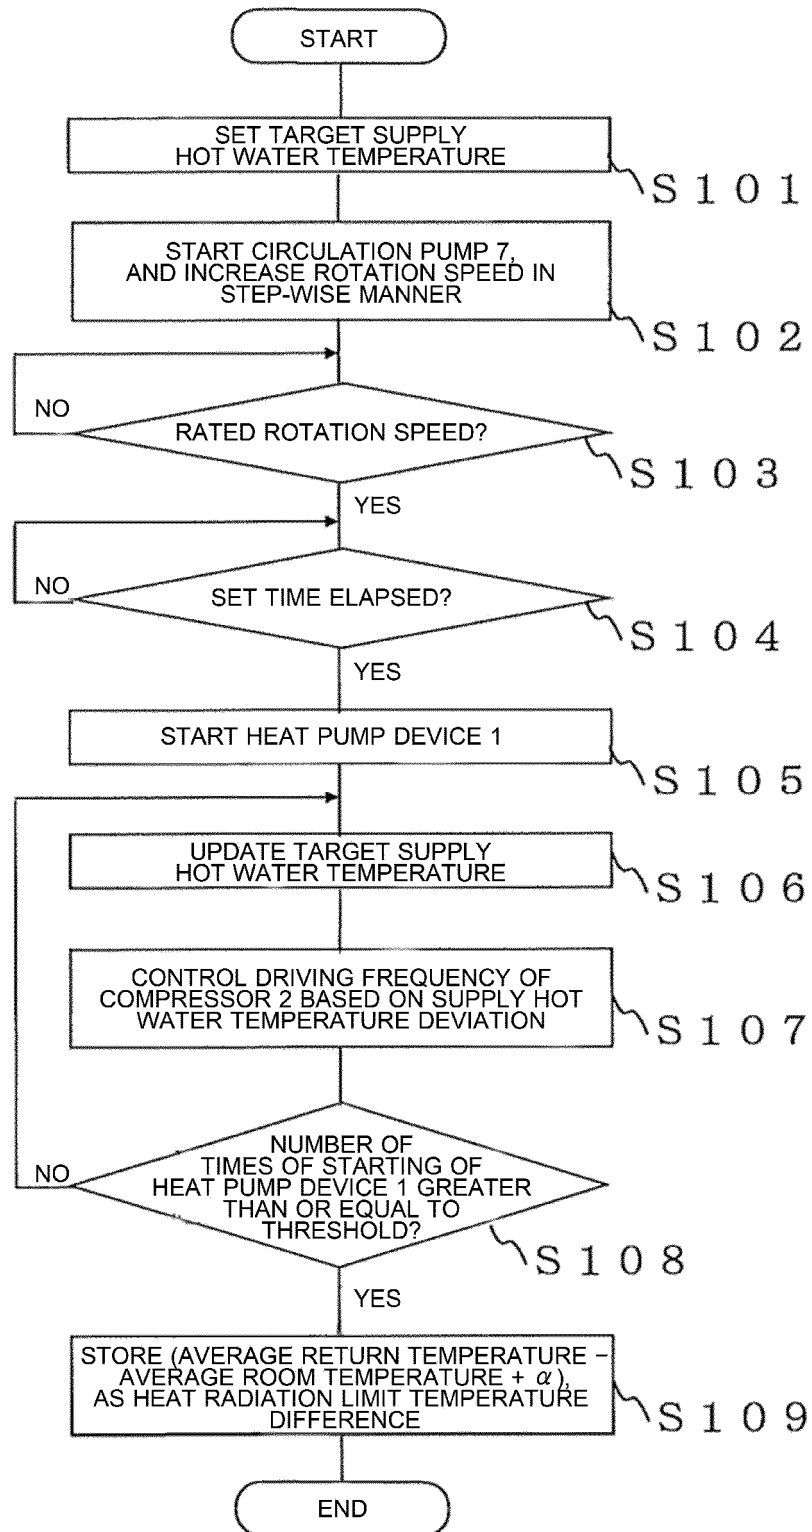 START
SET TARGET SUPPLY
HOT WATER TEMPERATURE
S101
START CIRCULATION PUMP 7,
AND INCREASE ROTATION SPEED IN
STEP-WISE MANNER
S102
NO
RATED ROTATION SPEED?
S103
YES
NO
SET TIME ELAPSED?
S104
YES
START HEAT PUMP DEVICE 1
S105
UPDATE TARGET SUPPLY
HOT WATER TEMPERATURE
S106
CONTROL DRIVING FREQUENCY OF
COMPRESSOR 2 BASED ON SUPPLY HOT
WATER TEMPERATURE DEVIATION
S107
NO
NUMBER OF
TIMES OF STARTING OF
HEAT PUMP DEVICE 1 GREATER
THAN OR EQUAL TO
THRESHOLD?
S108
YES
STORE (AVERAGE RETURN TEMPERATURE −
AVERAGE ROOM TEMPERATURE + α),
AS HEAT RADIATION LIMIT TEMPERATURE
DIFFERENCE
S109
END